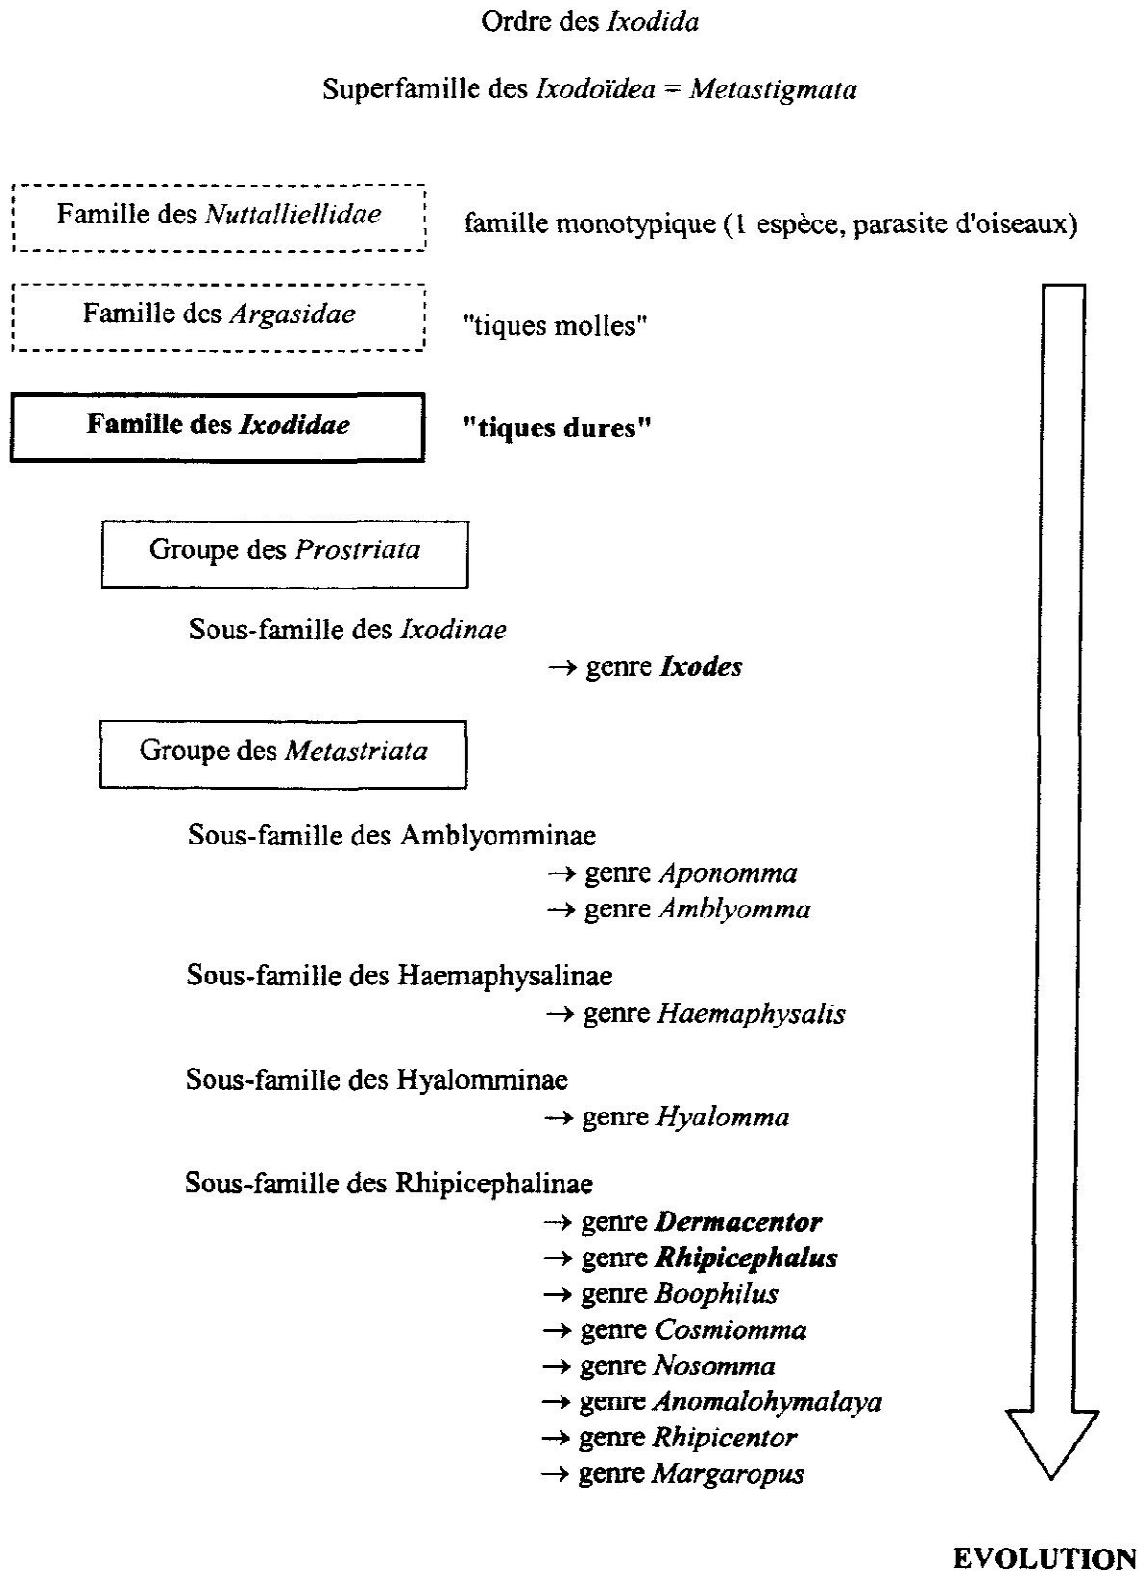 Ordre des Ixodida
Superfamille des Ixodoïdea = Metastigmata
Famille des Nuttalliellidae
famille monotypique (1 espèce, parasite d'oiseaux)
Famille des Argasidae
"tiques molles"
Famille des Ixodidae
"tiques dures"
Groupe des Prostriata
Sous-famille des Ixodinae
→ genre Ixodes
Groupe des Metastriata
Sous-famille des Amblyomminae
→ genre Aponomma
→ genre Amblyomma
Sous-famille des Haemaphysalinae
→ genre Haemaphysalis
Sous-famille des Hyalomminae
→ genre Hyalomma
Sous-famille des Rhipicephalinae
→ genre Dermacentor
→ genre Rhipicephalus
→ genre Boophilus
→ genre Cosmiomma
→ genre Nosomma
→ genre Anomalohymalaya
→ genre Rhipicentor
→ genre Margaropus
EVOLUTION